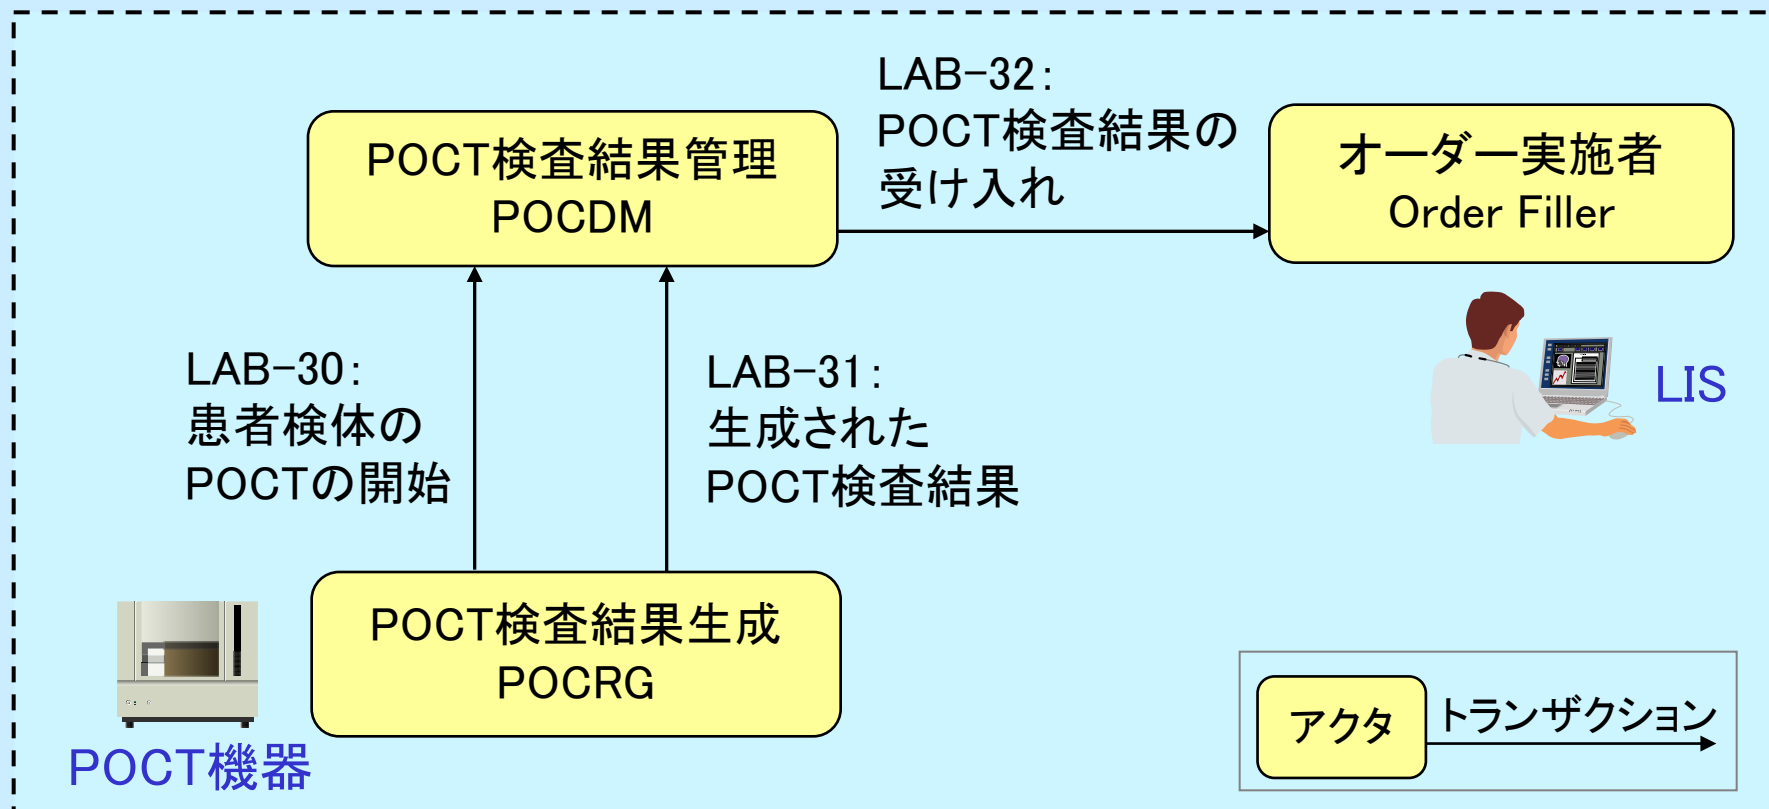 LAB-32:
POCT検査結果の
受け入れ
POCT検査結果管理
POCDM
オーダー実施者
Order Filler
LAB-30:
患者検体の
POCTの開始
LAB-31:
生成された
POCT検査結果
LIS
POCT検査結果生成
POCRG
POCT機器
アクタ
トランザクション